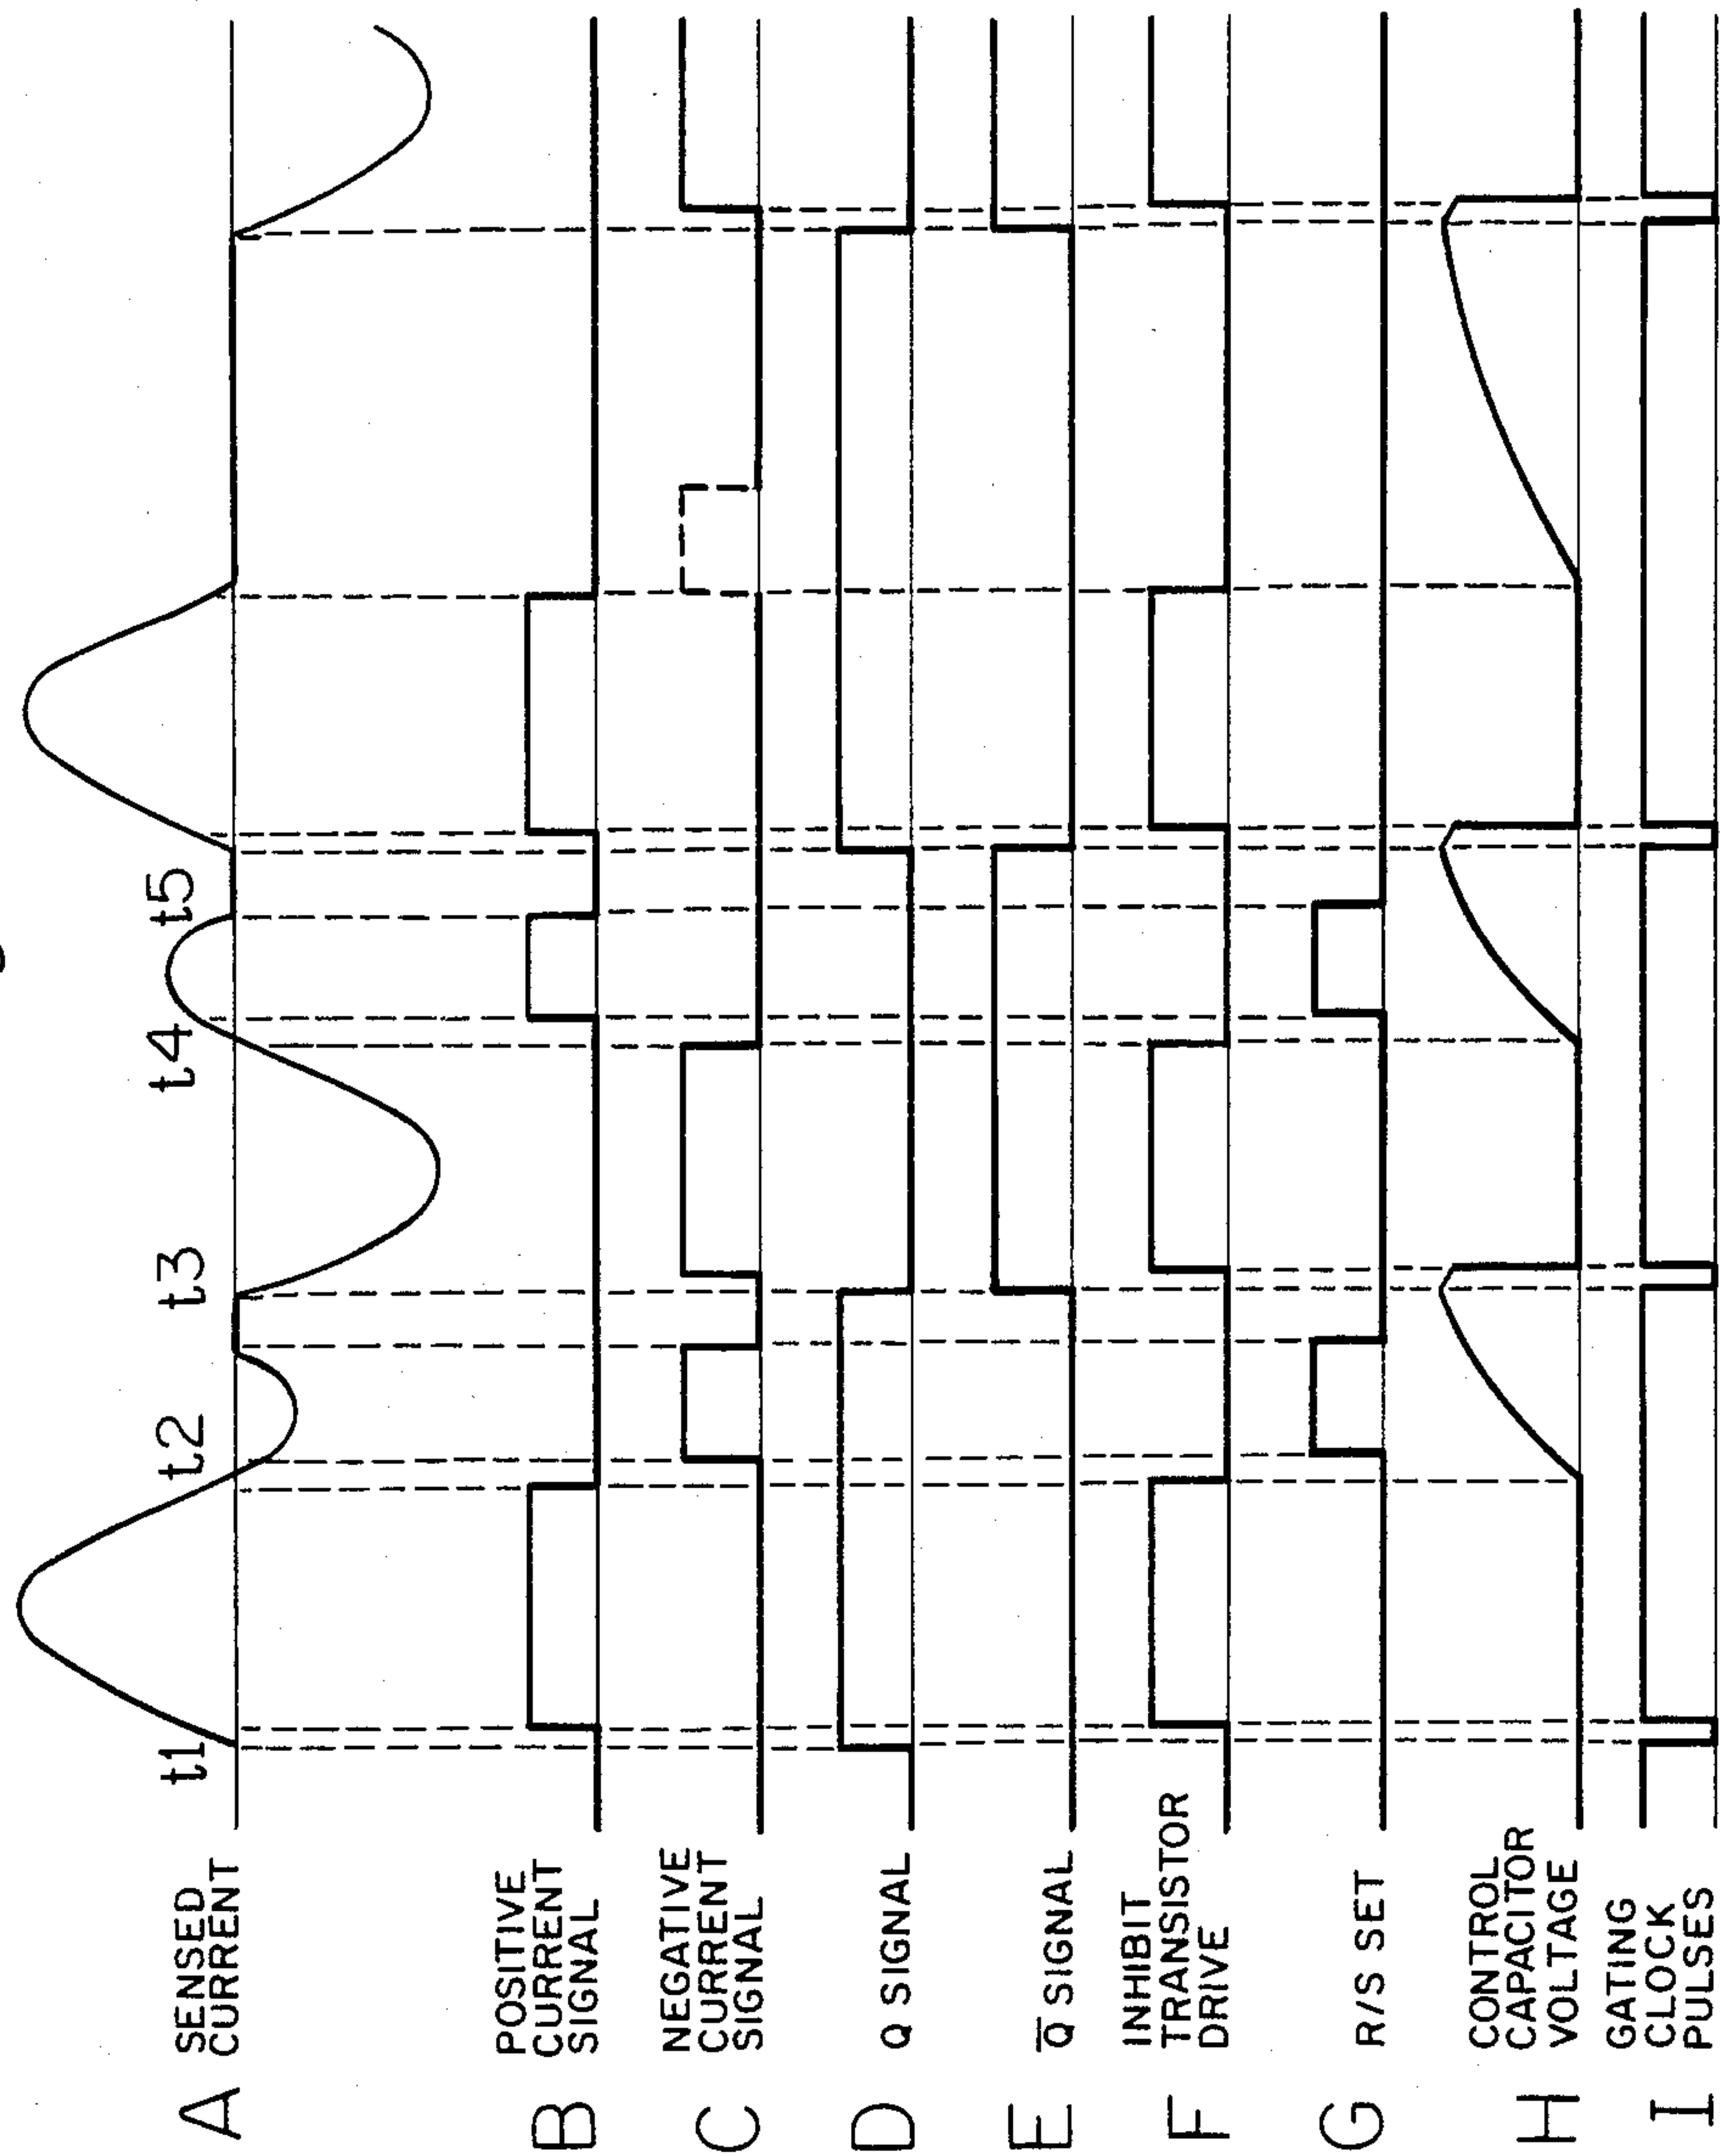 t1 t2 t3 t4 t5
A SENSED
CURRENT
B POSITIVE
CURRENT
SIGNAL
C NEGATIVE
CURRENT
SIGNAL
D Q SIGNAL
E Q̅ SIGNAL
F INHIBIT
TRANSISTOR
DRIVE
G R/S SET
H CONTROL
CAPACITOR
VOLTAGE
I GATING
CLOCK
PULSES